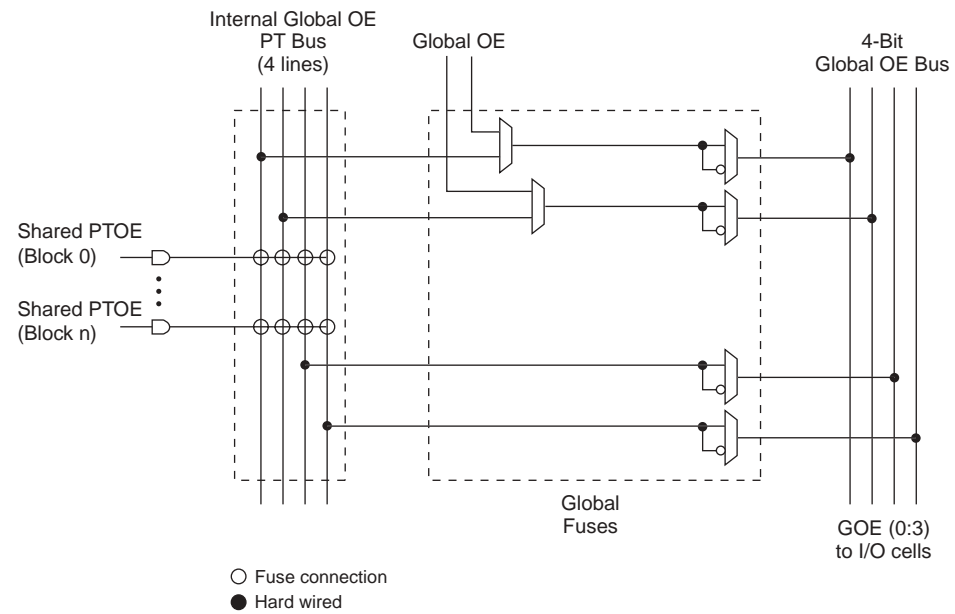 Internal Global OE
PT Bus
(4 lines)
Global OE
4-Bit
Global OE Bus
Shared PTOE
(Block 0)
Shared PTOE
(Block n)
Global
Fuses
GOE (0:3)
to I/O cells
Fuse connection
Hard wired